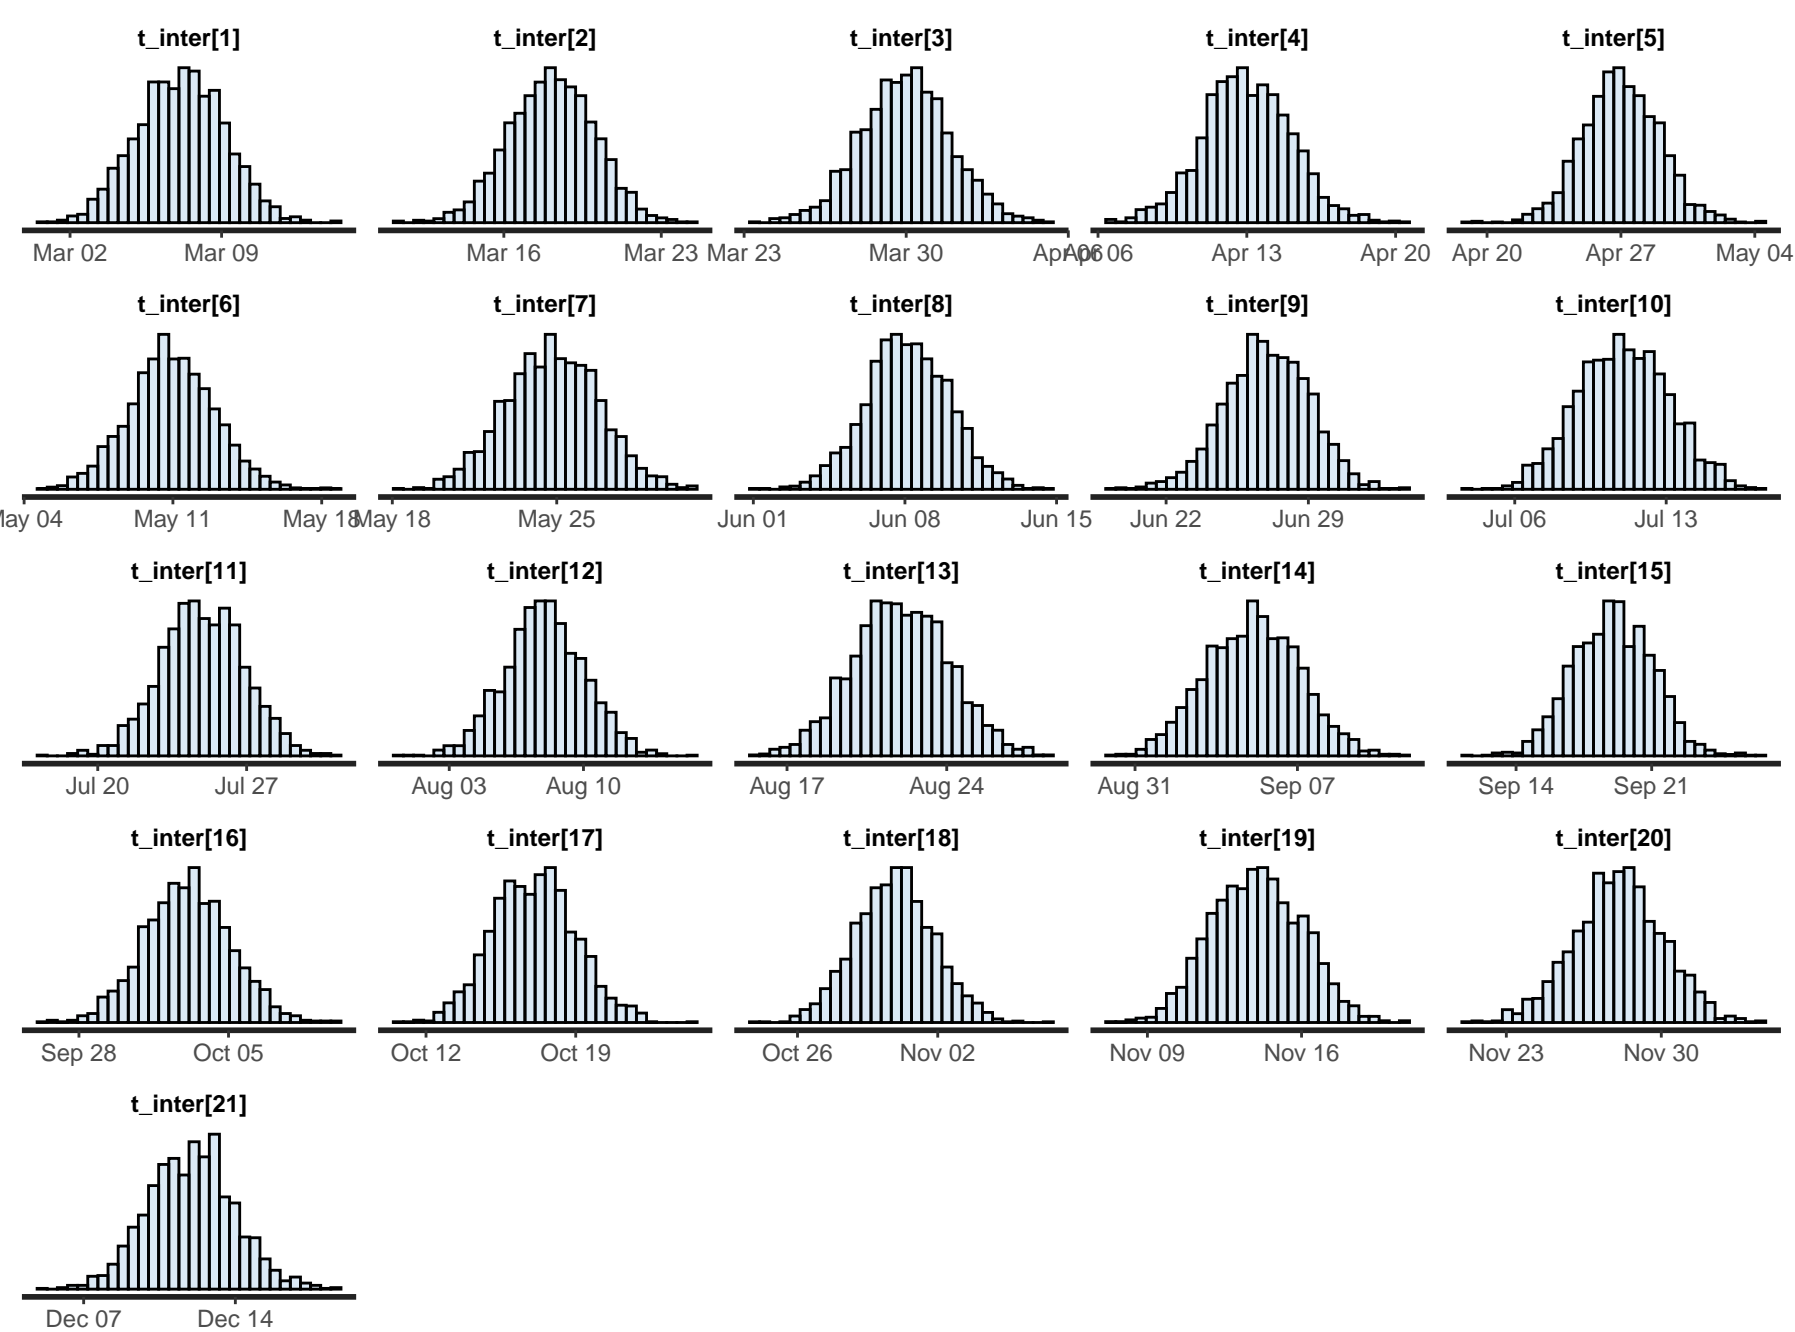 t_inter[1] t_inter[2] t_inter[3] t_inter[4] t_inter[5]
Mar 02 Mar 09 Mar 16 Mar 23 Mar 23 Mar 30 Apr 06 Apr 06 Apr 13 Apr 20 Apr 20 Apr 27 May 04
t_inter[6] t_inter[7] t_inter[8] t_inter[9] t_inter[10]
May 04 May 11 May 18 May 18 May 25 Jun 01 Jun 08 Jun 15 Jun 22 Jun 29 Jul 06 Jul 13
t_inter[11] t_inter[12] t_inter[13] t_inter[14] t_inter[15]
Jul 20 Jul 27 Aug 03 Aug 10 Aug 17 Aug 24 Aug 31 Sep 07 Sep 14 Sep 21
t_inter[16] t_inter[17] t_inter[18] t_inter[19] t_inter[20]
Sep 28 Oct 05 Oct 12 Oct 19 Oct 26 Nov 02 Nov 09 Nov 16 Nov 23 Nov 30
t_inter[21]
Dec 07 Dec 14